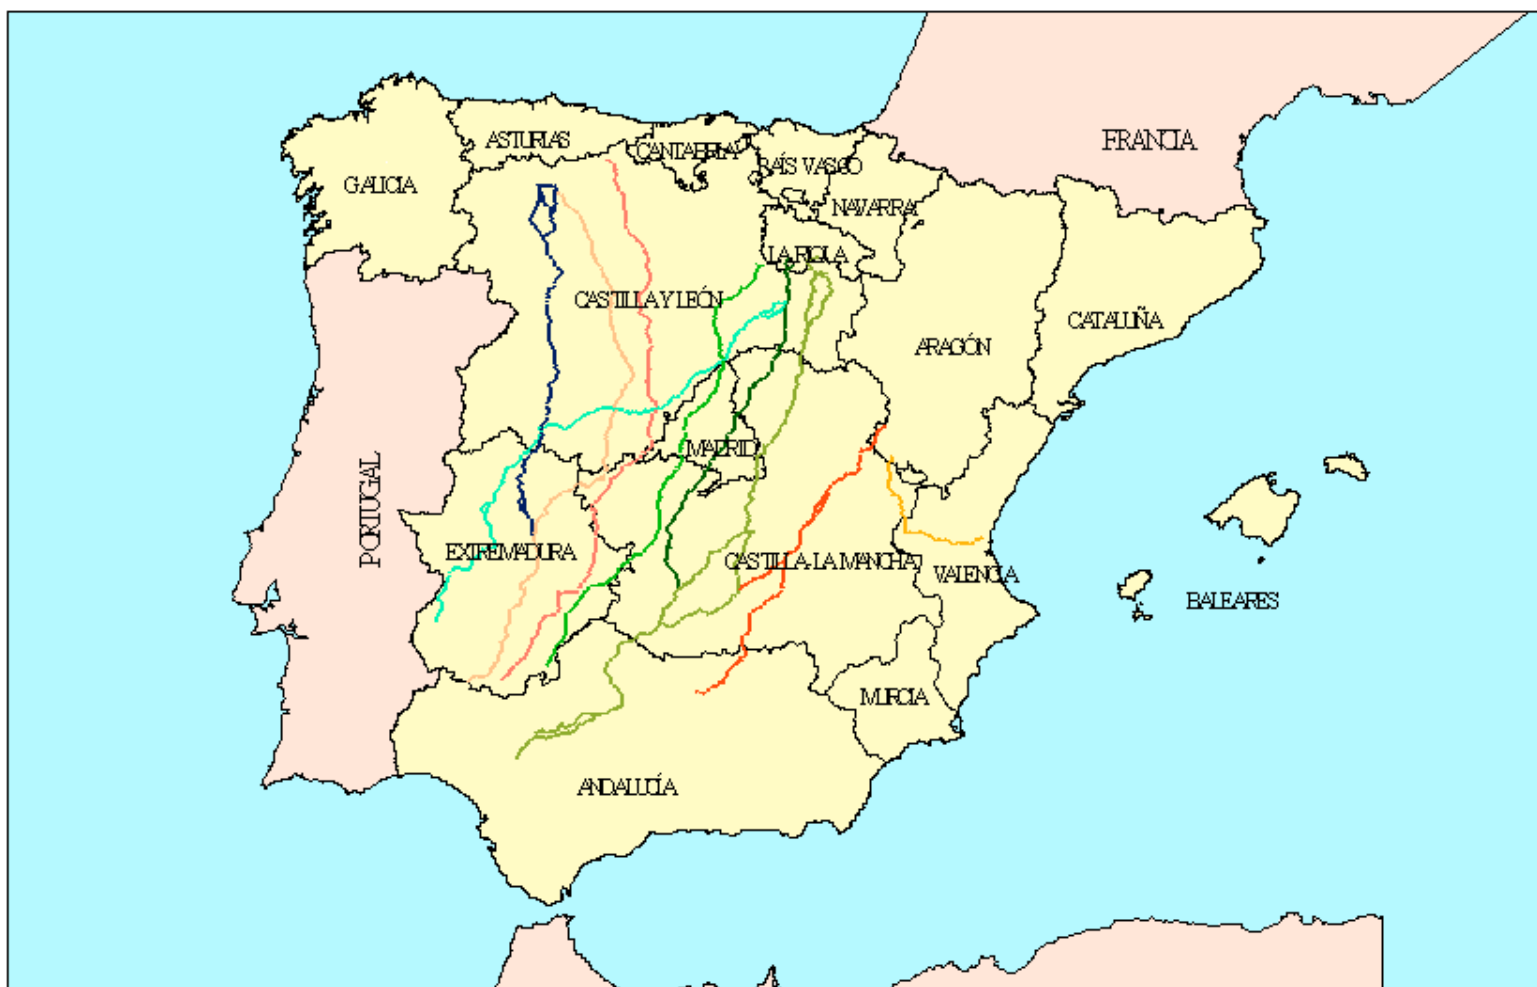 FRANCIA
ASTURIAS
CANTABRIA
PAÍS VASCO
GALICIA
NAVARRA
LA RIOJA
CASTILLA Y LEÓN
CATALUÑA
ARAGÓN
MADRID
PORTUGAL
EXTREMADURA
CASTILLA-LA MANCHA
VALENCIA
BALEARES
MURCIA
ANDALUCÍA